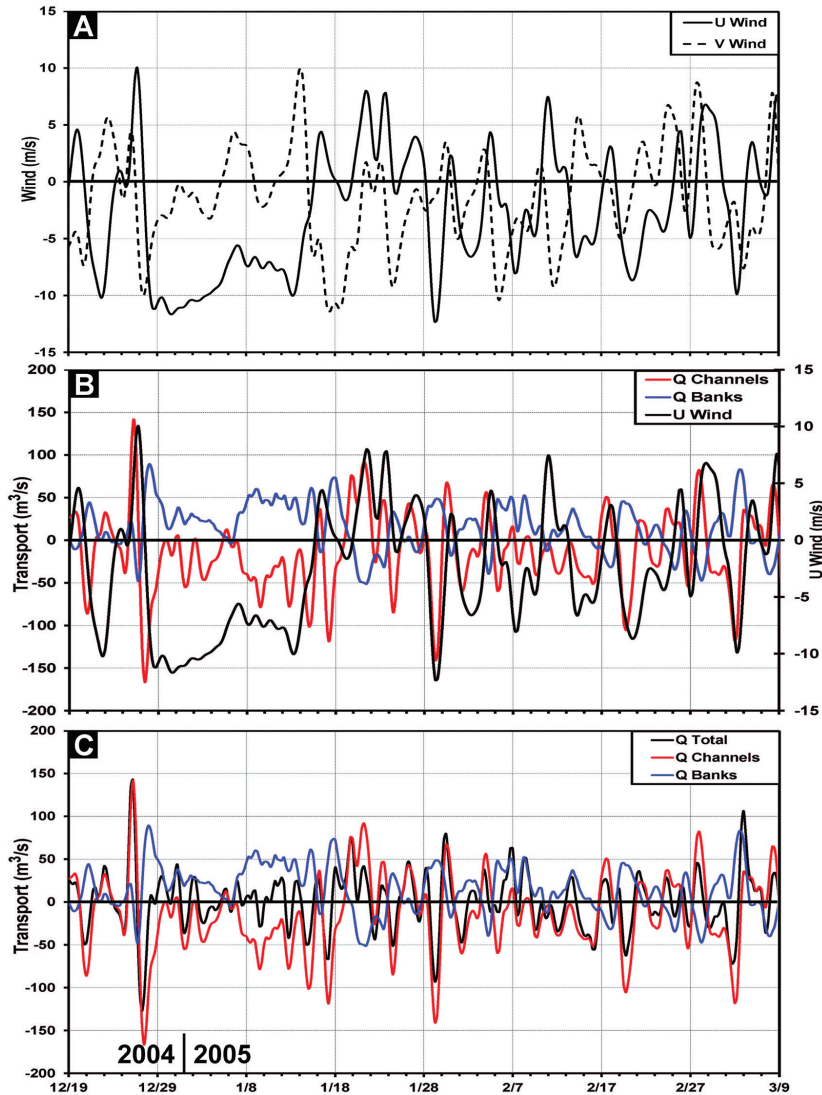 A
U Wind
V Wind
15
10
5
0
-5
-10
-15
Wind (m/s)
B
Q Channels
Q Banks
U Wind
200
150
100
50
0
-50
-100
-150
-200
Transport (m³/s)
15
10
5
0
-5
-10
-15
U Wind (m/s)
C
Q Total
Q Channels
Q Banks
200
150
100
50
0
-50
-100
-150
-200
Transport (m³/s)
2004 | 2005
12/19 12/29 1/8 1/18 1/28 2/7 2/17 2/27 3/9